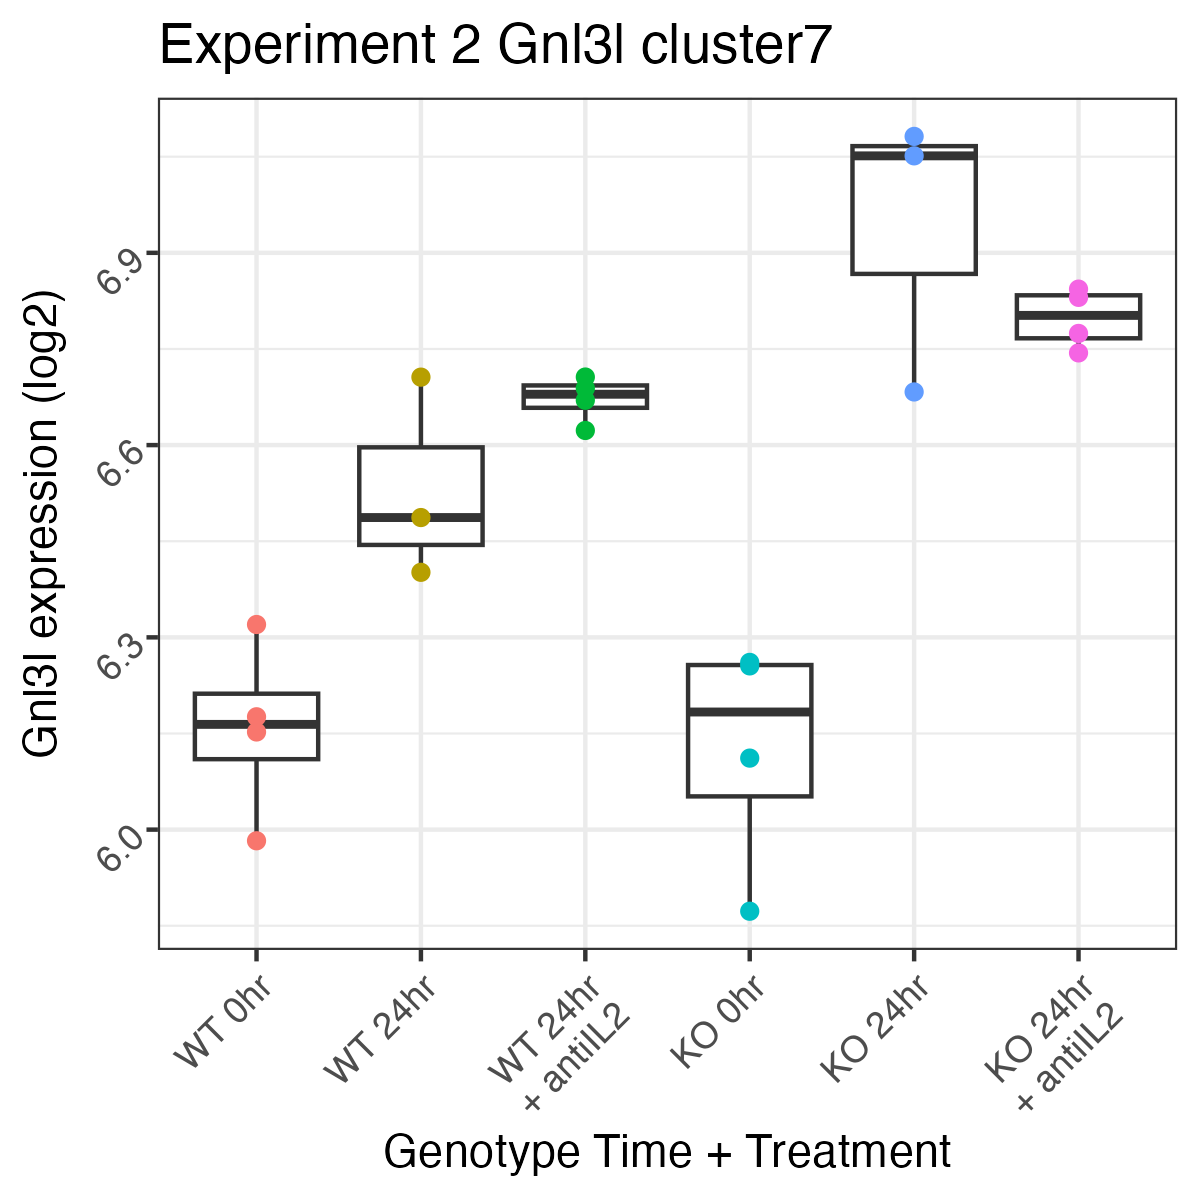 Experiment 2 Gnl3l cluster7
Gnl3l expression (log2)
6.9
6.6
6.3
6.0
WT 0hr
WT 24hr
WT 24hr
+ antiIL2
KO 0hr
KO 24hr
KO 24hr
+ antiIL2
Genotype Time + Treatment